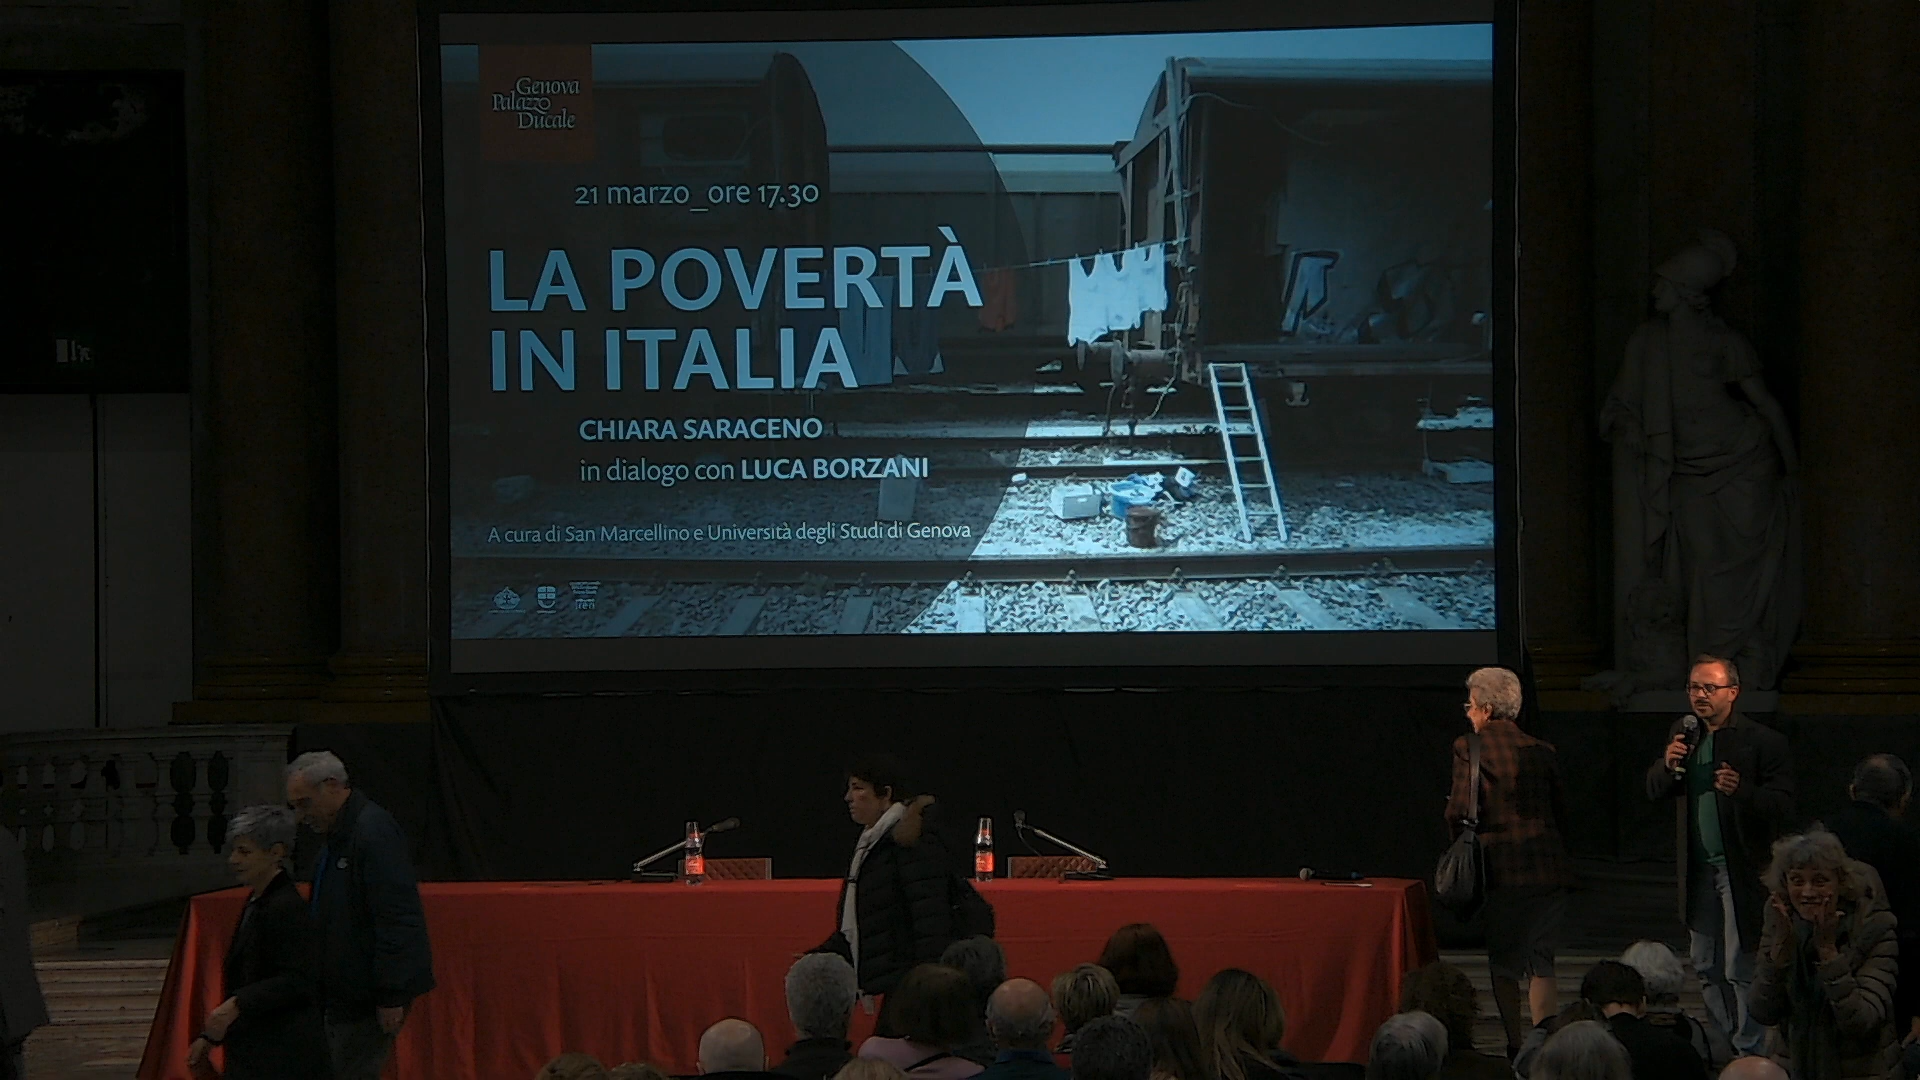 Genova
Palazzo
Ducale
21 marzo_ore 17.30
LA POVERTÀ
IN ITALIA
CHIARA SARACENO
in dialogo con LUCA BORZANI
A cura di San Marcellino e Università degli Studi di Genova
iren